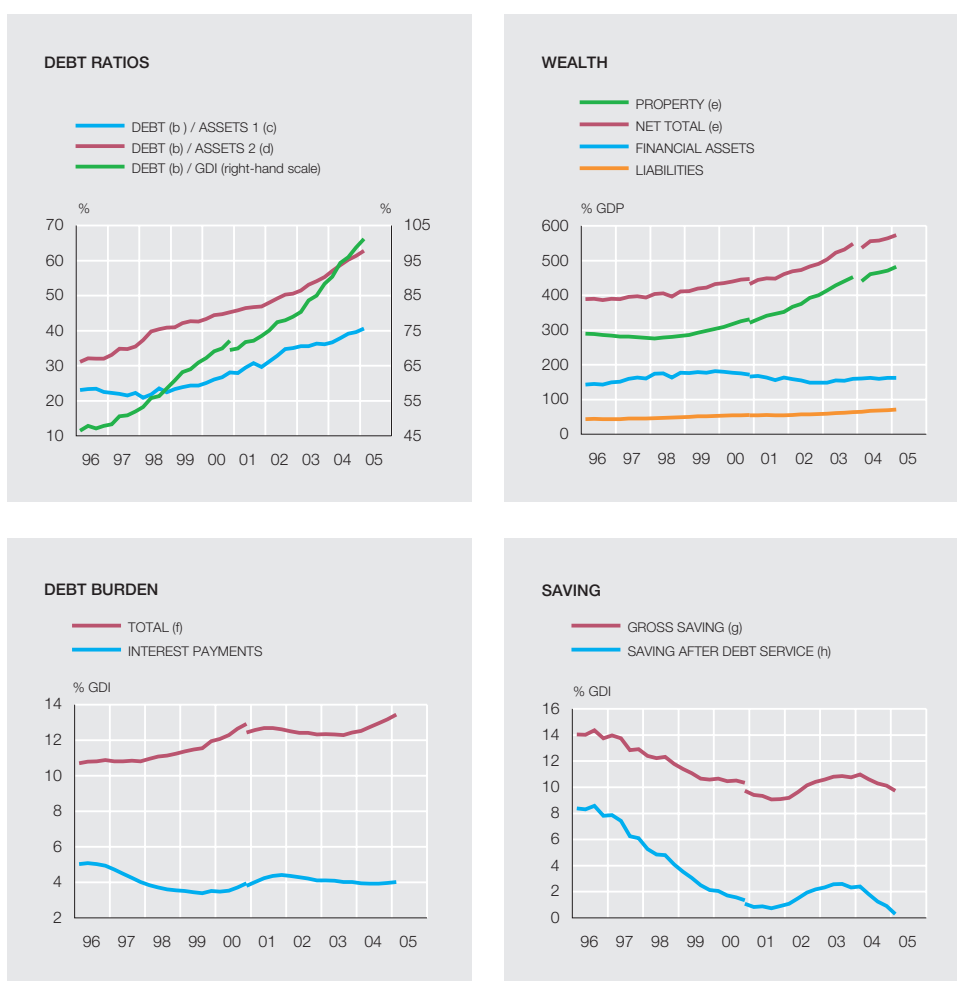 DEBT RATIOS
DEBT (b ) / ASSETS 1 (c)
DEBT (b) / ASSETS 2 (d)
DEBT (b) / GDI (right-hand scale)
% %
70 105
60 95
50 85
40 75
30 65
20 55
10 45
96 97 98 99 00 01 02 03 04 05
WEALTH
PROPERTY (e)
NET TOTAL (e)
FINANCIAL ASSETS
LIABILITIES
% GDP
600
500
400
300
200
100
0
96 97 98 99 00 01 02 03 04 05
DEBT BURDEN
TOTAL (f)
INTEREST PAYMENTS
% GDI
14
12
10
8
6
4
2
96 97 98 99 00 01 02 03 04 05
SAVING
GROSS SAVING (g)
SAVING AFTER DEBT SERVICE (h)
% GDI
16
14
12
10
8
6
4
2
0
96 97 98 99 00 01 02 03 04 05